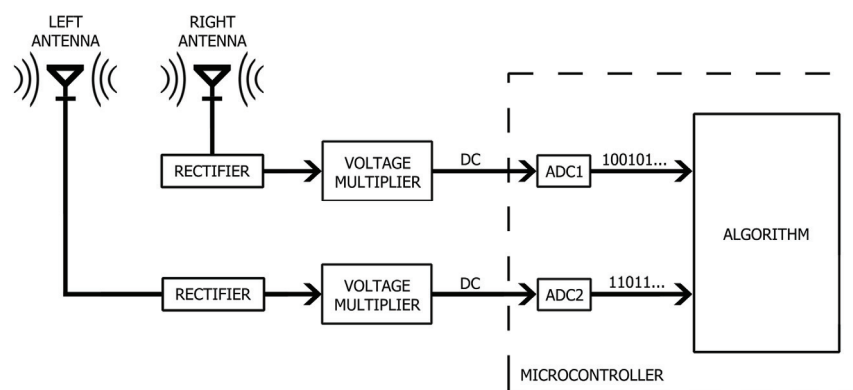 LEFT
ANTENNA
RIGHT
ANTENNA
RECTIFIER
VOLTAGE
MULTIPLIER
DC
ADC1
100101...
ALGORITHM
RECTIFIER
VOLTAGE
MULTIPLIER
DC
ADC2
11011...
MICROCONTROLLER